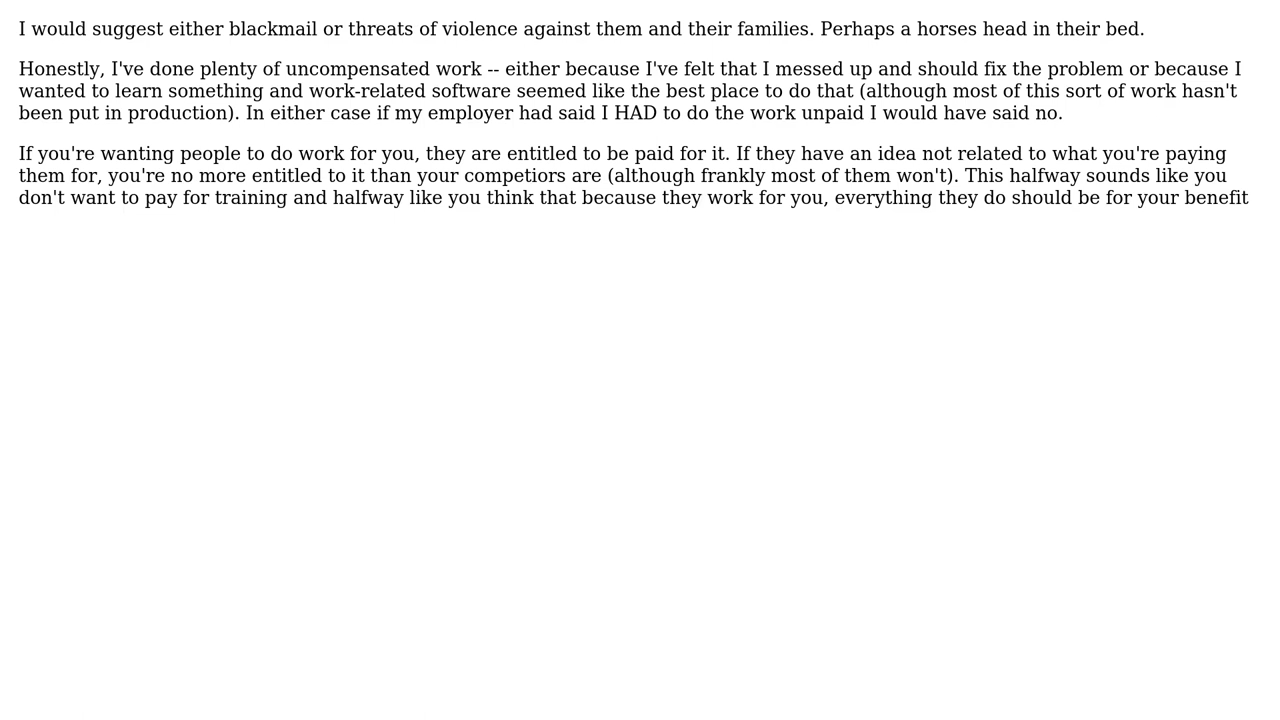 I would suggest either blackmail or threats of violence against them and their families. Perhaps a horses head in their bed.
Honestly, I've done plenty of uncompensated work -- either because I've felt that I messed up and should fix the problem or because I
wanted to learn something and work-related software seemed like the best place to do that (although most of this sort of work hasn't
been put in production). In either case if my employer had said I HAD to do the work unpaid I would have said no.
If you're wanting people to do work for you, they are entitled to be paid for it. If they have an idea not related to what you're paying
them for, you're no more entitled to it than your competiors are (although frankly most of them won't). This halfway sounds like you
don't want to pay for training and halfway like you think that because they work for you, everything they do should be for your benefit